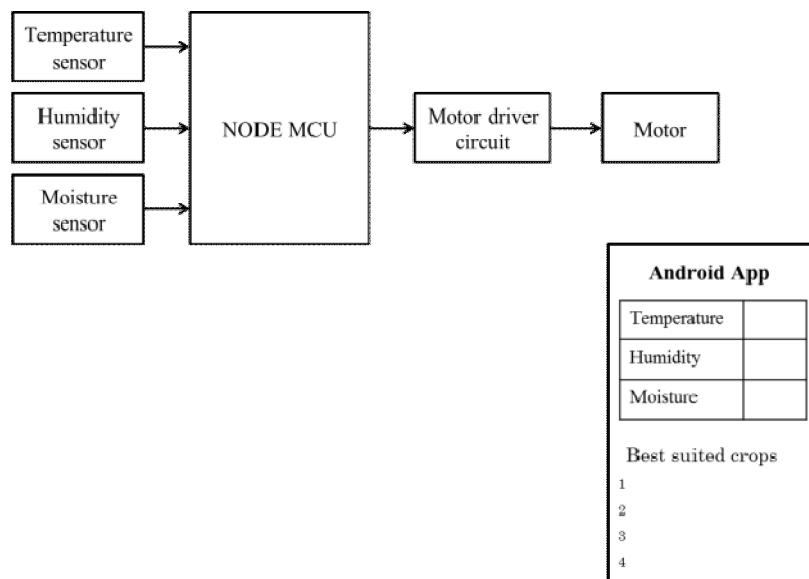 Temperature
sensor
Humidity
sensor
Moisture
sensor
NODE MCU
Motor driver
circuit
Motor
Android App
Temperature
Humidity
Moisture
Best suited crops
1
2
3
4